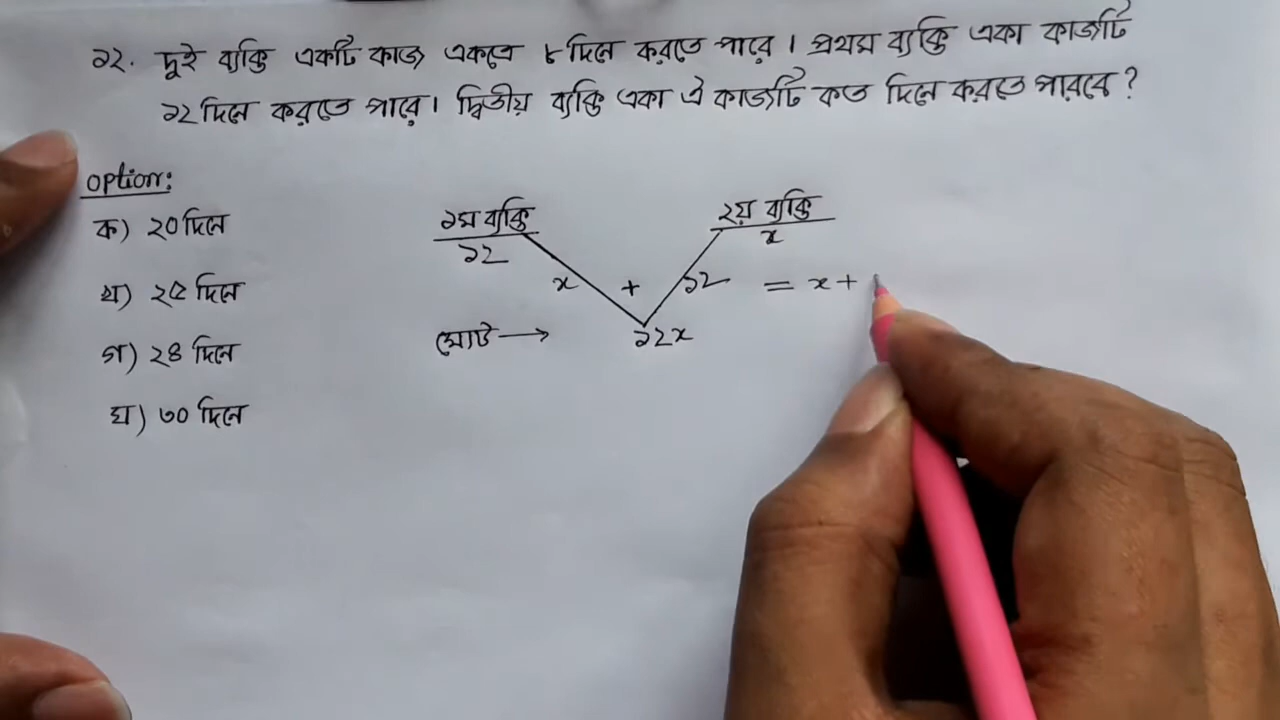 ১২. দুই ব্যক্তি একটি কাজ একত্রে ৮ দিনে করতে পারে । প্রথম ব্যক্তি একা কাজটি
১২ দিনে করতে পারে। দ্বিতীয় ব্যক্তি একা ঐ কাজটি কত দিনে করতে পারবে ?
option:
ক) ২০ দিনে
খ) ২৫ দিনে
গ) ২৪ দিনে
ঘ) ৩০ দিনে
১ম ব্যক্তি ২য় ব্যক্তি
১২ x
x + ১২ = x +
মোট → ১২x